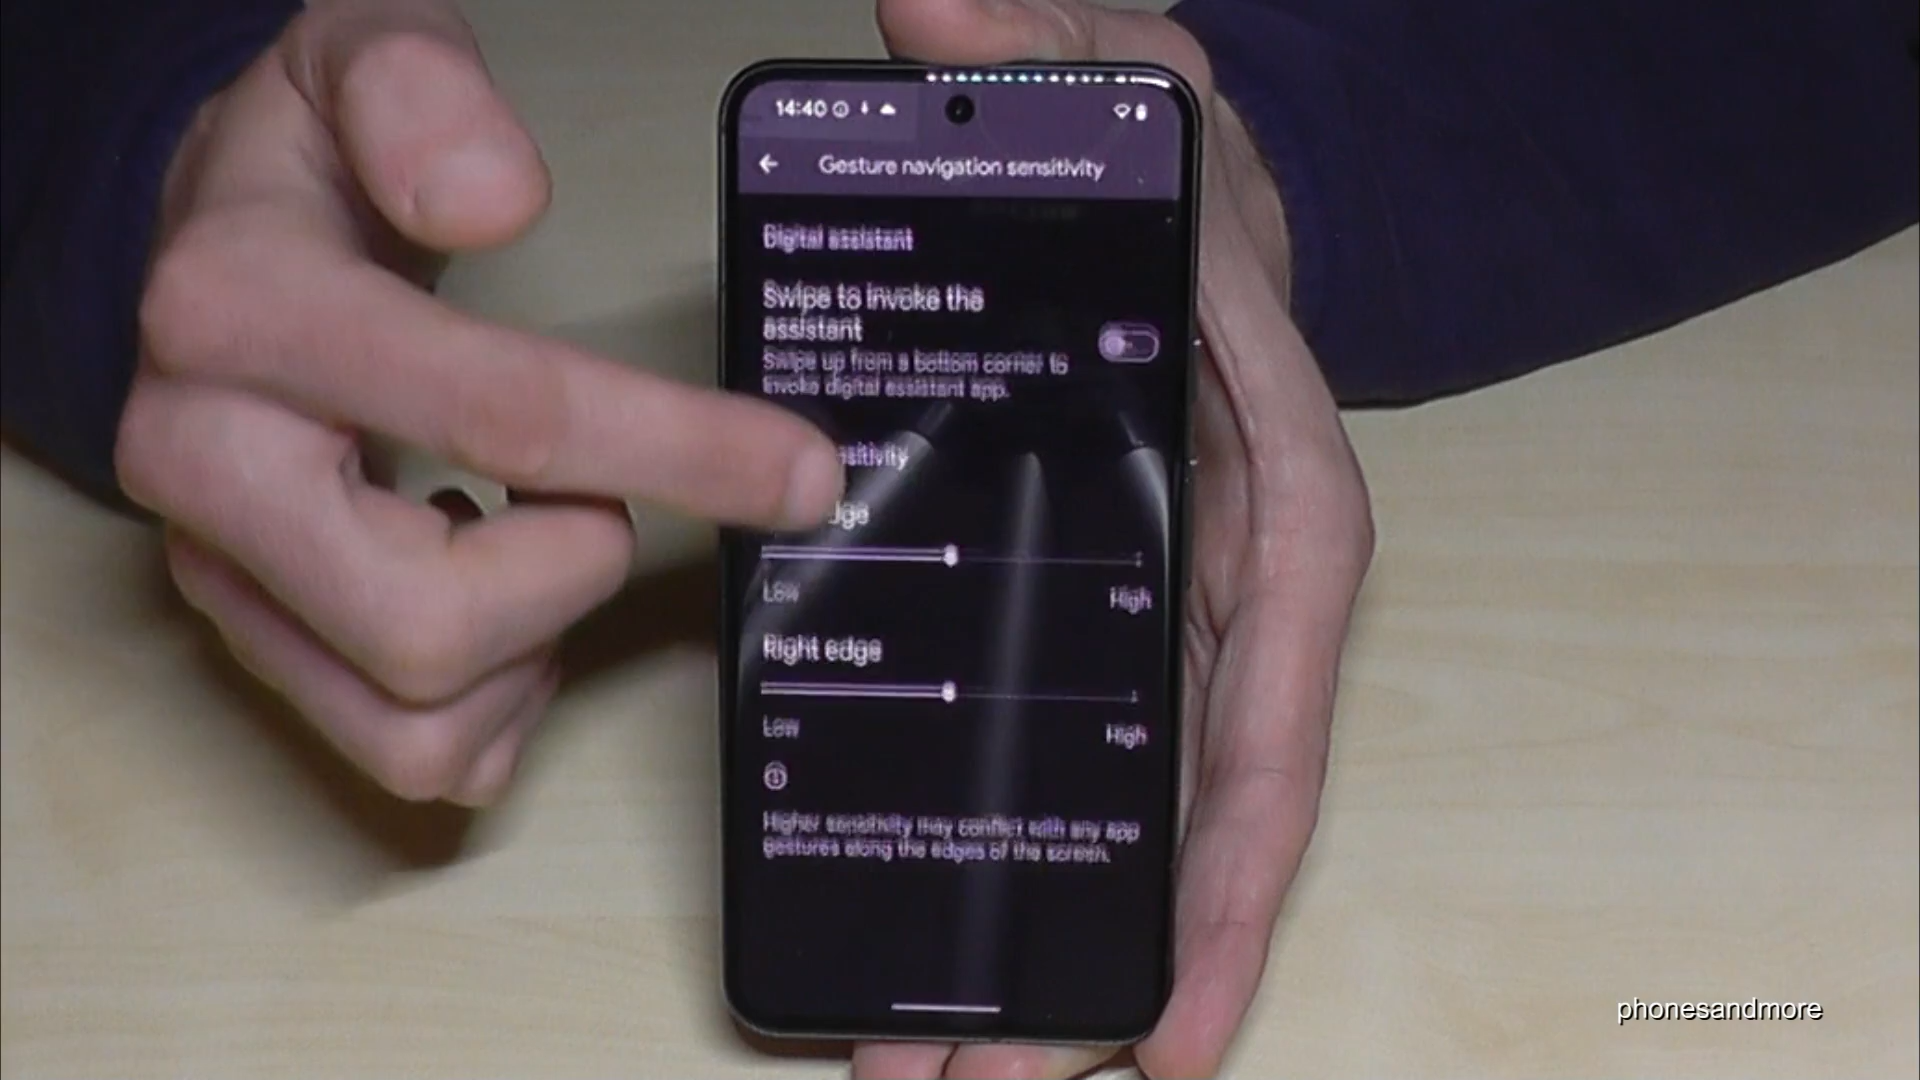 14:40
Gesture navigation sensitivity
Digital assistant
Swipe to invoke the
assistant
Swipe up from a bottom corner to
invoke digital assistant app.
Low
High
Right edge
Low
High
Higher sensitivity may conflict with any app
gestures along the edges of the screen.
phonesandmore